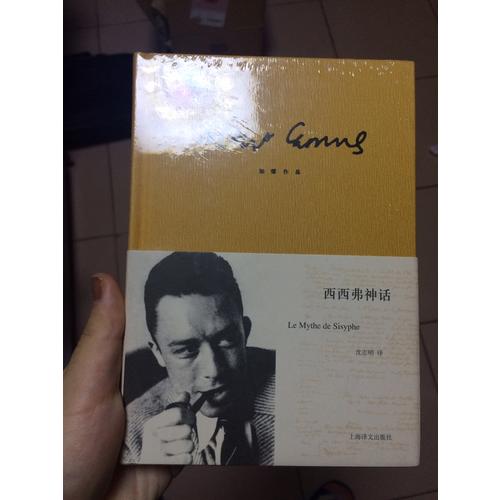 Camus
加缪作品
西西弗神话
Le Mythe de Sisyphe
沈志明 译
上海译文出版社